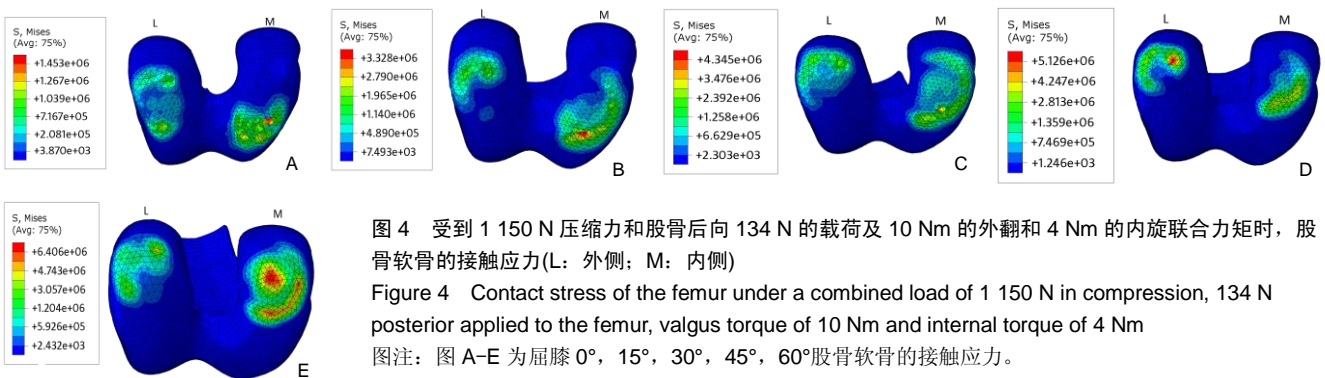 L
M
S, Mises
(Avg: 75%)
+1.453e+06
+1.267e+06
+1.039e+06
+7.167e+05
+2.081e+05
+3.870e+03
A
L
M
S, Mises
(Avg: 75%)
+3.328e+06
+2.790e+06
+1.965e+06
+1.140e+06
+4.890e+05
+7.493e+03
B
L
M
S, Mises
(Avg: 75%)
+4.345e+06
+3.476e+06
+2.392e+06
+1.258e+06
+6.629e+05
+2.303e+03
C
L
M
S, Mises
(Avg: 75%)
+5.126e+06
+4.247e+06
+2.813e+06
+1.359e+06
+7.469e+05
+1.246e+03
D
L
M
S, Mises
(Avg: 75%)
+6.406e+06
+4.743e+06
+3.057e+06
+1.204e+06
+5.926e+05
+2.432e+03
E
图 4 受到 1 150 N 压缩力和股骨后向 134 N 的载荷及 10 Nm 的外翻和 4 Nm 的内旋联合力矩时，股
骨软骨的接触应力(L：外侧；M：内侧)
Figure 4 Contact stress of the femur under a combined load of 1 150 N in compression, 134 N
posterior applied to the femur, valgus torque of 10 Nm and internal torque of 4 Nm
图注：图 A-E 为屈膝 0°，15°，30°，45°，60°股骨软骨的接触应力。